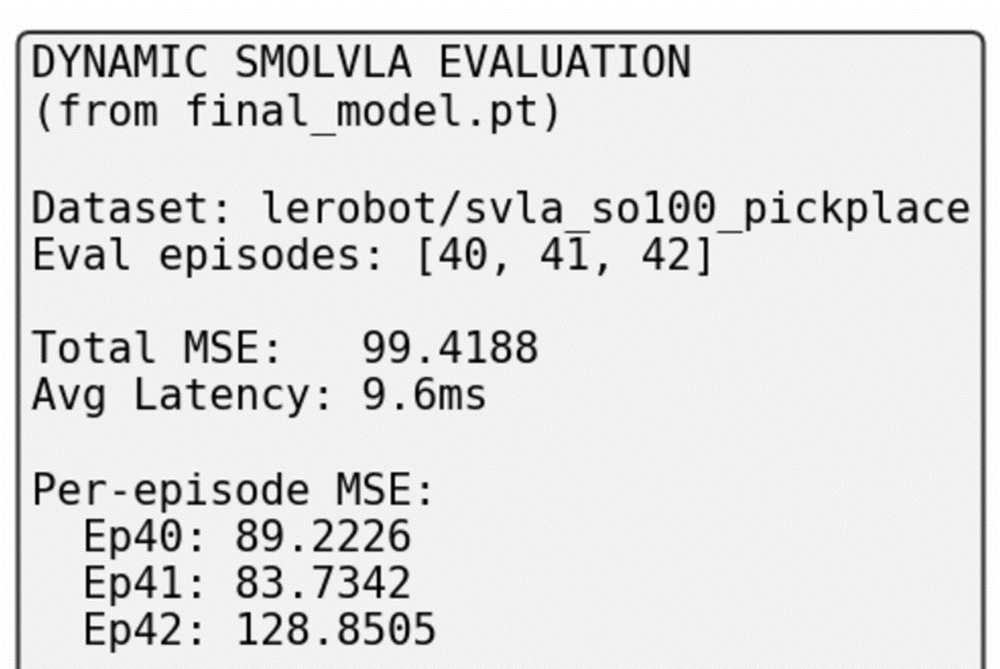 DYNAMIC SMOLVLA EVALUATION
(from final_model.pt)
Dataset: lerobot/svla_so100_pickplace
Eval episodes: [40, 41, 42]
Total MSE:   99.4188
Avg Latency: 9.6ms
Per-episode MSE:
  Ep40: 89.2226
  Ep41: 83.7342
  Ep42: 128.8505